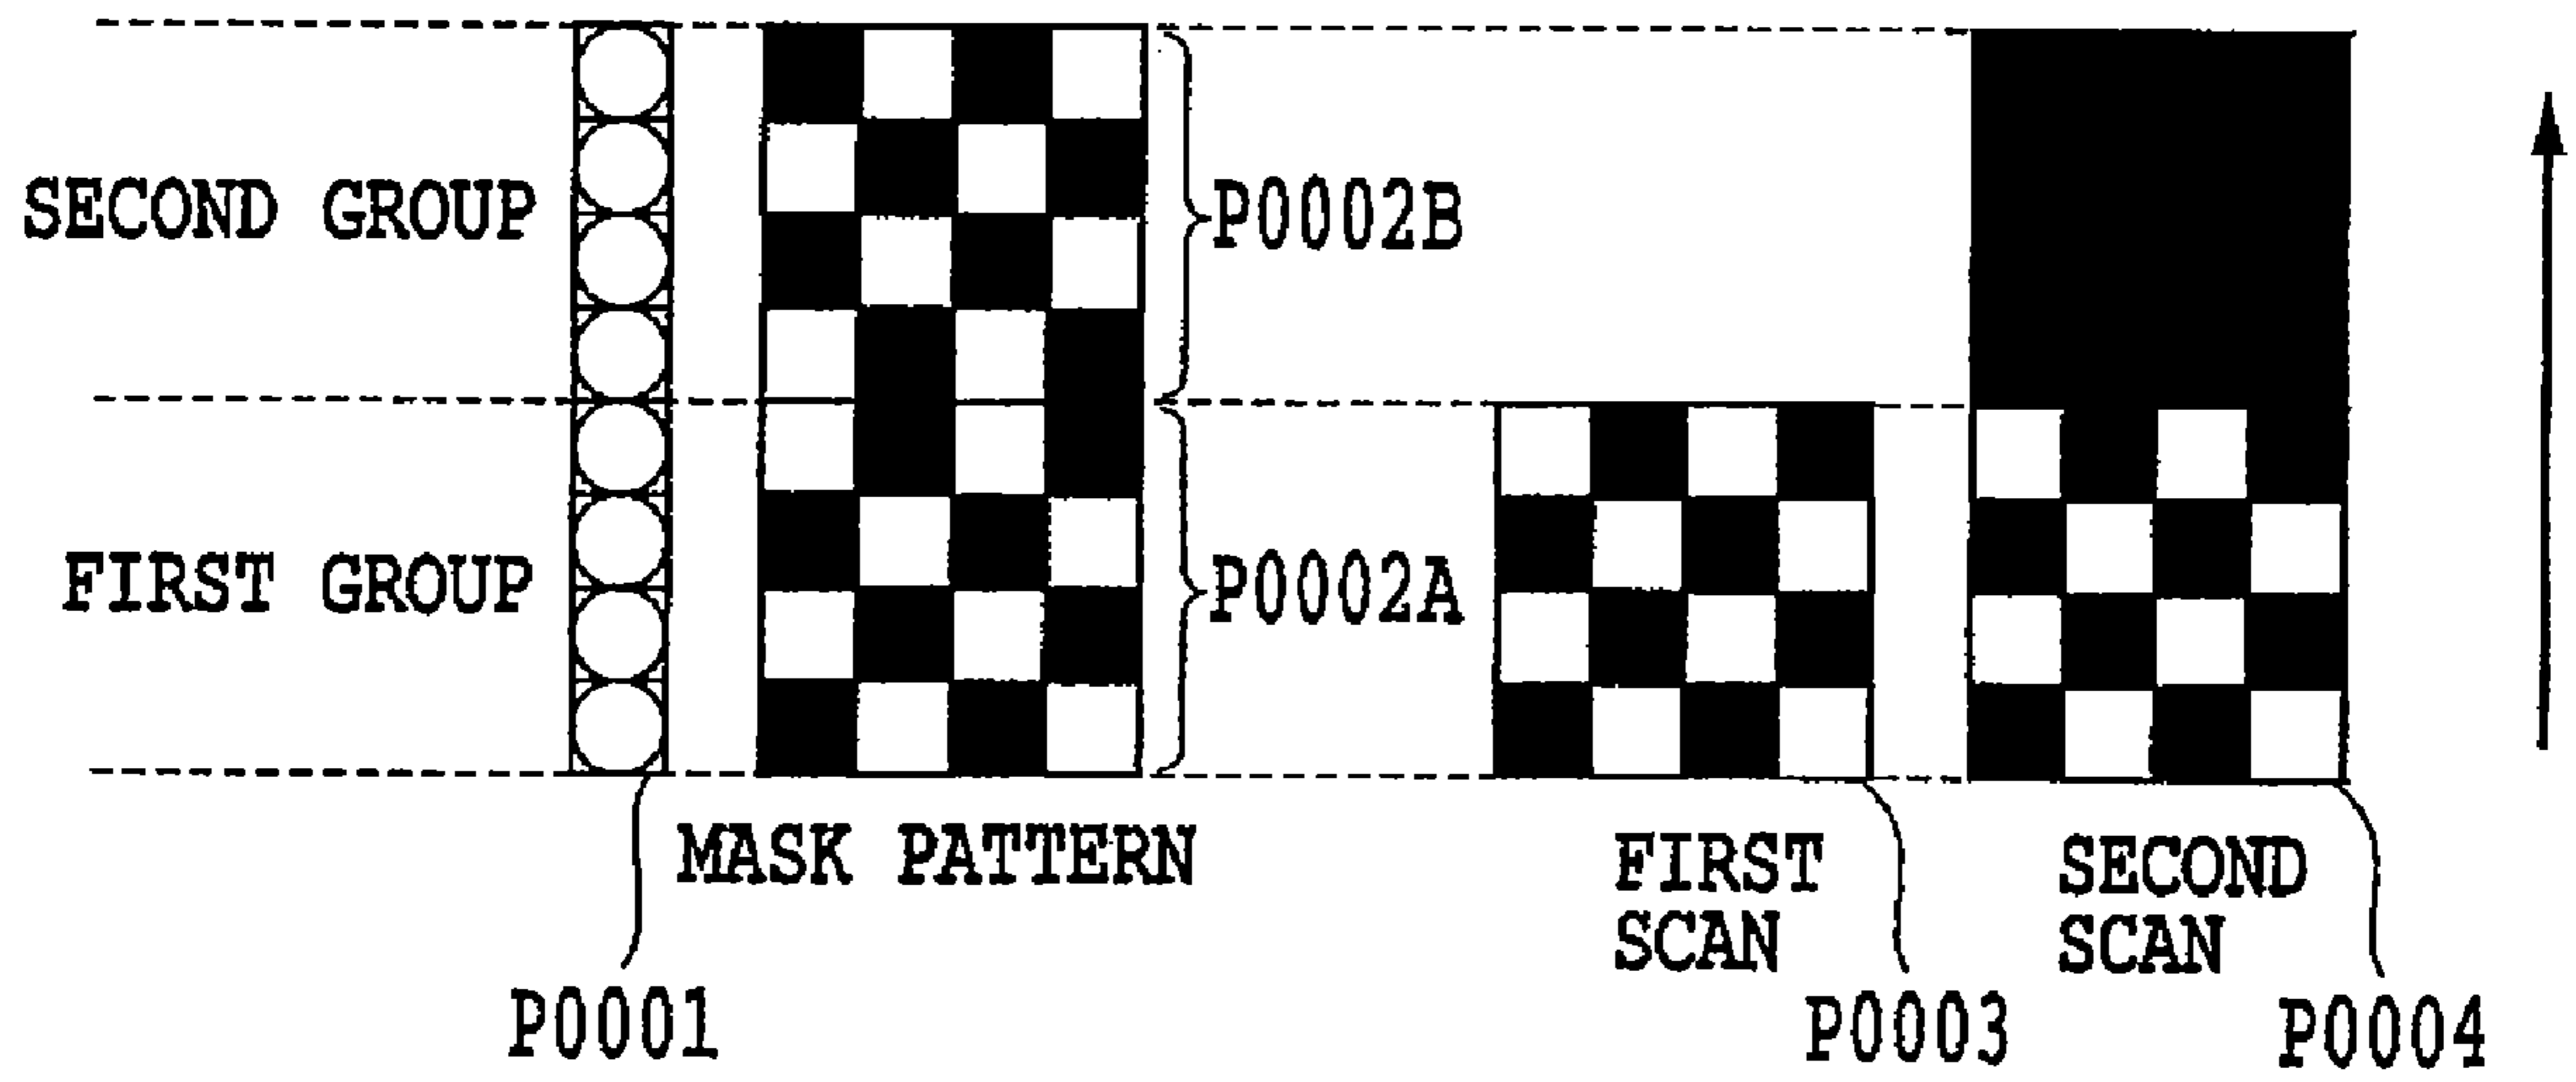 SECOND GROUP
P0002B
FIRST GROUP
P0002A
MASK PATTERN
FIRST
SCAN
SECOND
SCAN
P0001
P0003
P0004